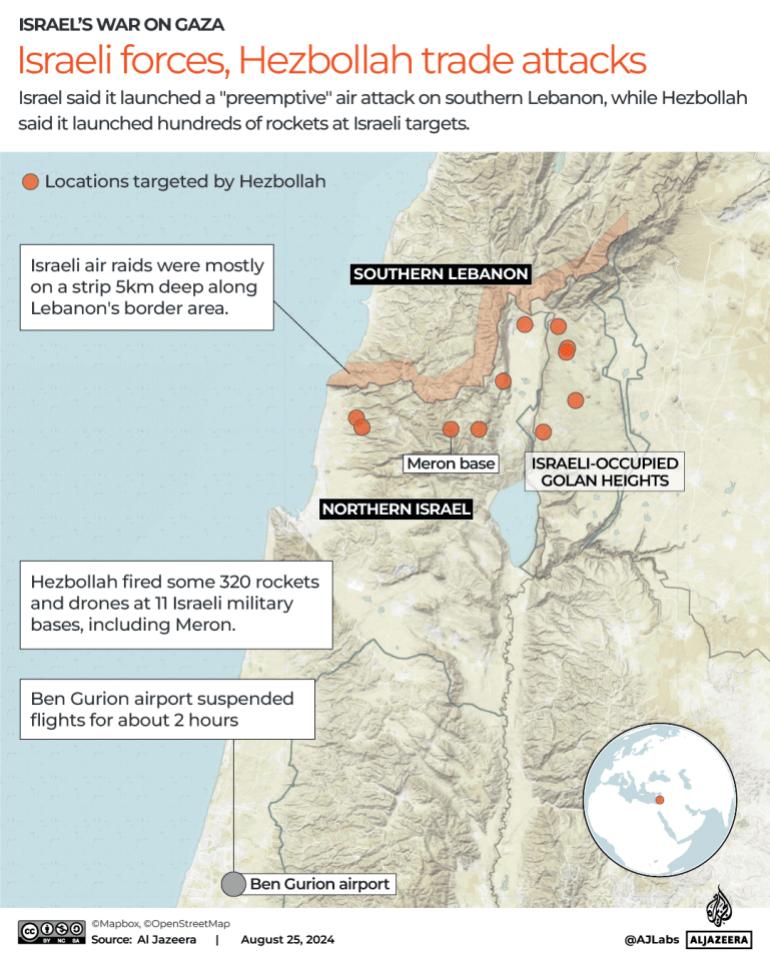 ISRAEL'S WAR ON GAZA
Israeli forces, Hezbollah trade attacks
Israel said it launched a "preemptive" air attack on southern Lebanon, while Hezbollah
said it launched hundreds of rockets at Israeli targets.
Locations targeted by Hezbollah
Israeli air raids were mostly
on a strip 5km deep along
Lebanon's border area.
SOUTHERN LEBANON
Meron base
ISRAELI-OCCUPIED
GOLAN HEIGHTS
NORTHERN ISRAEL
Hezbollah fired some 320 rockets
and drones at 11 Israeli military
bases, including Meron.
Ben Gurion airport suspended
flights for about 2 hours
Ben Gurion airport
cc BY NC SA
©Mapbox, ©OpenStreetMap
Source: Al Jazeera | August 25, 2024
@AJLabs ALJAZEERA